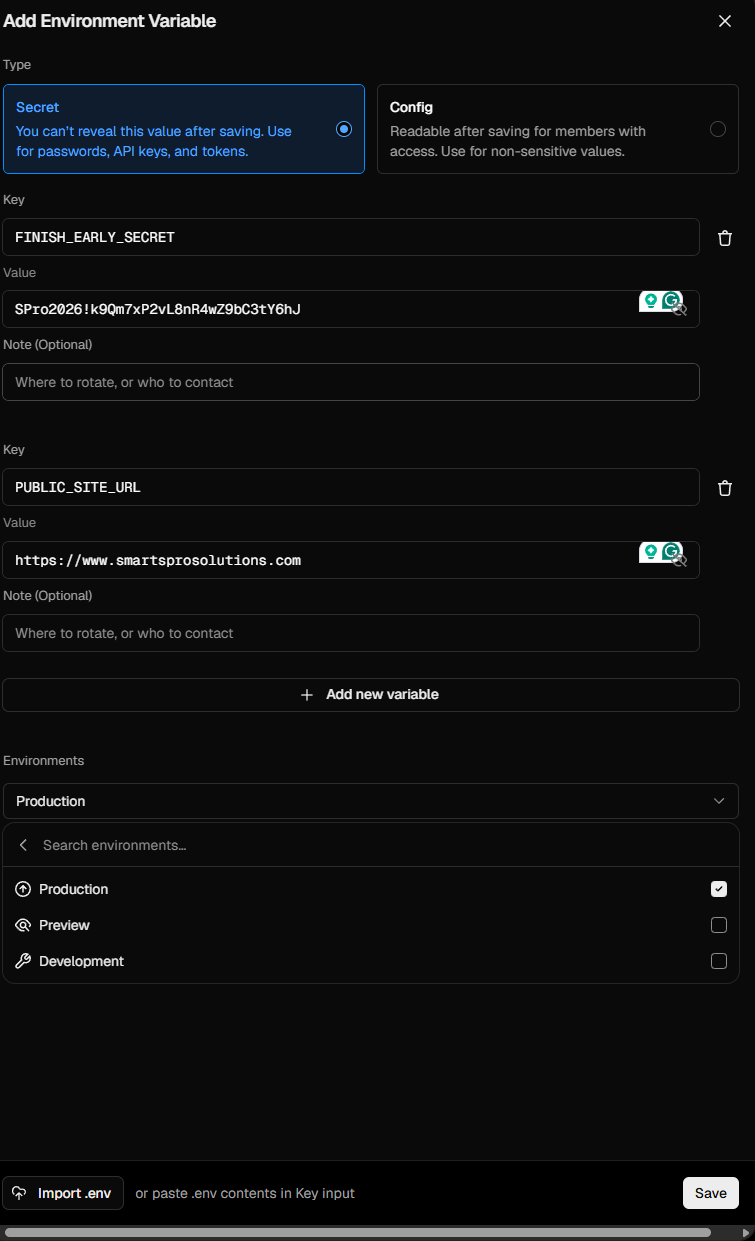 Add Environment Variable
Type
Secret
You can't reveal this value after saving. Use
for passwords, API keys, and tokens.
Config
Readable after saving for members with
access. Use for non-sensitive values.
Key
FINISH_EARLY_SECRET
Value
SPro2026!k9Qm7xP2vL8nR4wZ9bC3tY6hJ
Note (Optional)
Where to rotate, or who to contact
Key
PUBLIC_SITE_URL
Value
https://www.smartsprosolutions.com
Note (Optional)
Where to rotate, or who to contact
Add new variable
Environments
Production
Search environments…
Production
Preview
Development
Import .env
or paste .env contents in Key input
Save